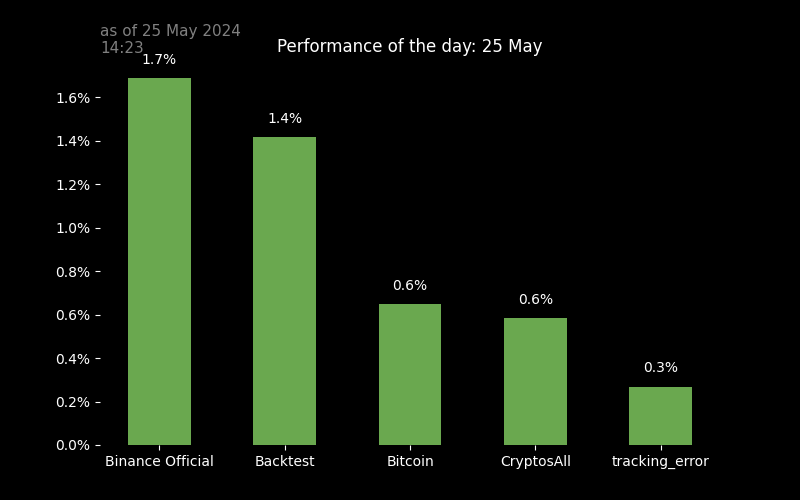 as of 25 May 2024
14:23
Performance of the day: 25 May
1.7%
1.4%
0.6%
0.6%
0.3%
1.6%
1.4%
1.2%
1.0%
0.8%
0.6%
0.4%
0.2%
0.0%
Binance Official
Backtest
Bitcoin
CryptosAll
tracking_error